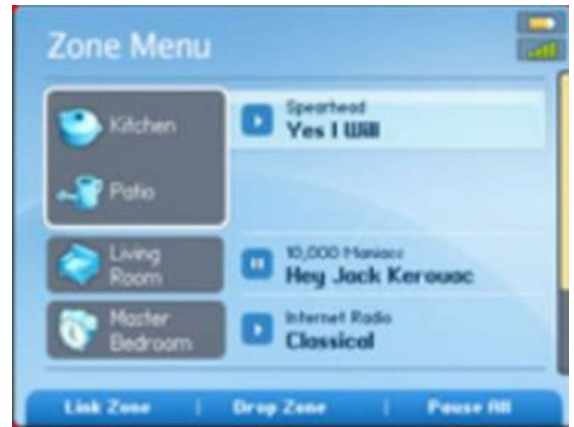 Zone Menu
Kitchen
Spearhead
Yes I Will
Patio
Living
Room
10,000 Maniacs
Hey Jack Kerouac
Master
Bedroom
Internet Radio
Classical
Link Zone | Drop Zone | Pause All